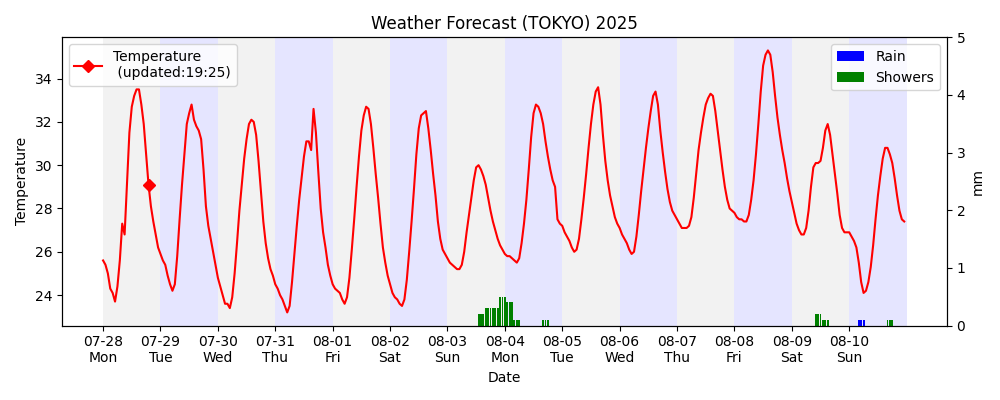 Weather Forecast (TOKYO) 2025
Temperature
(updated:19:25)
Rain
Showers
Temperature
34
32
30
28
26
24
5
4
3
2
1
0
mm
07-28 07-29 07-30 07-31 08-01 08-02 08-03 08-04 08-05 08-06 08-07 08-08 08-09 08-10
Mon Tue Wed Thu Fri Sat Sun Mon Tue Wed Thu Fri Sat Sun
Date